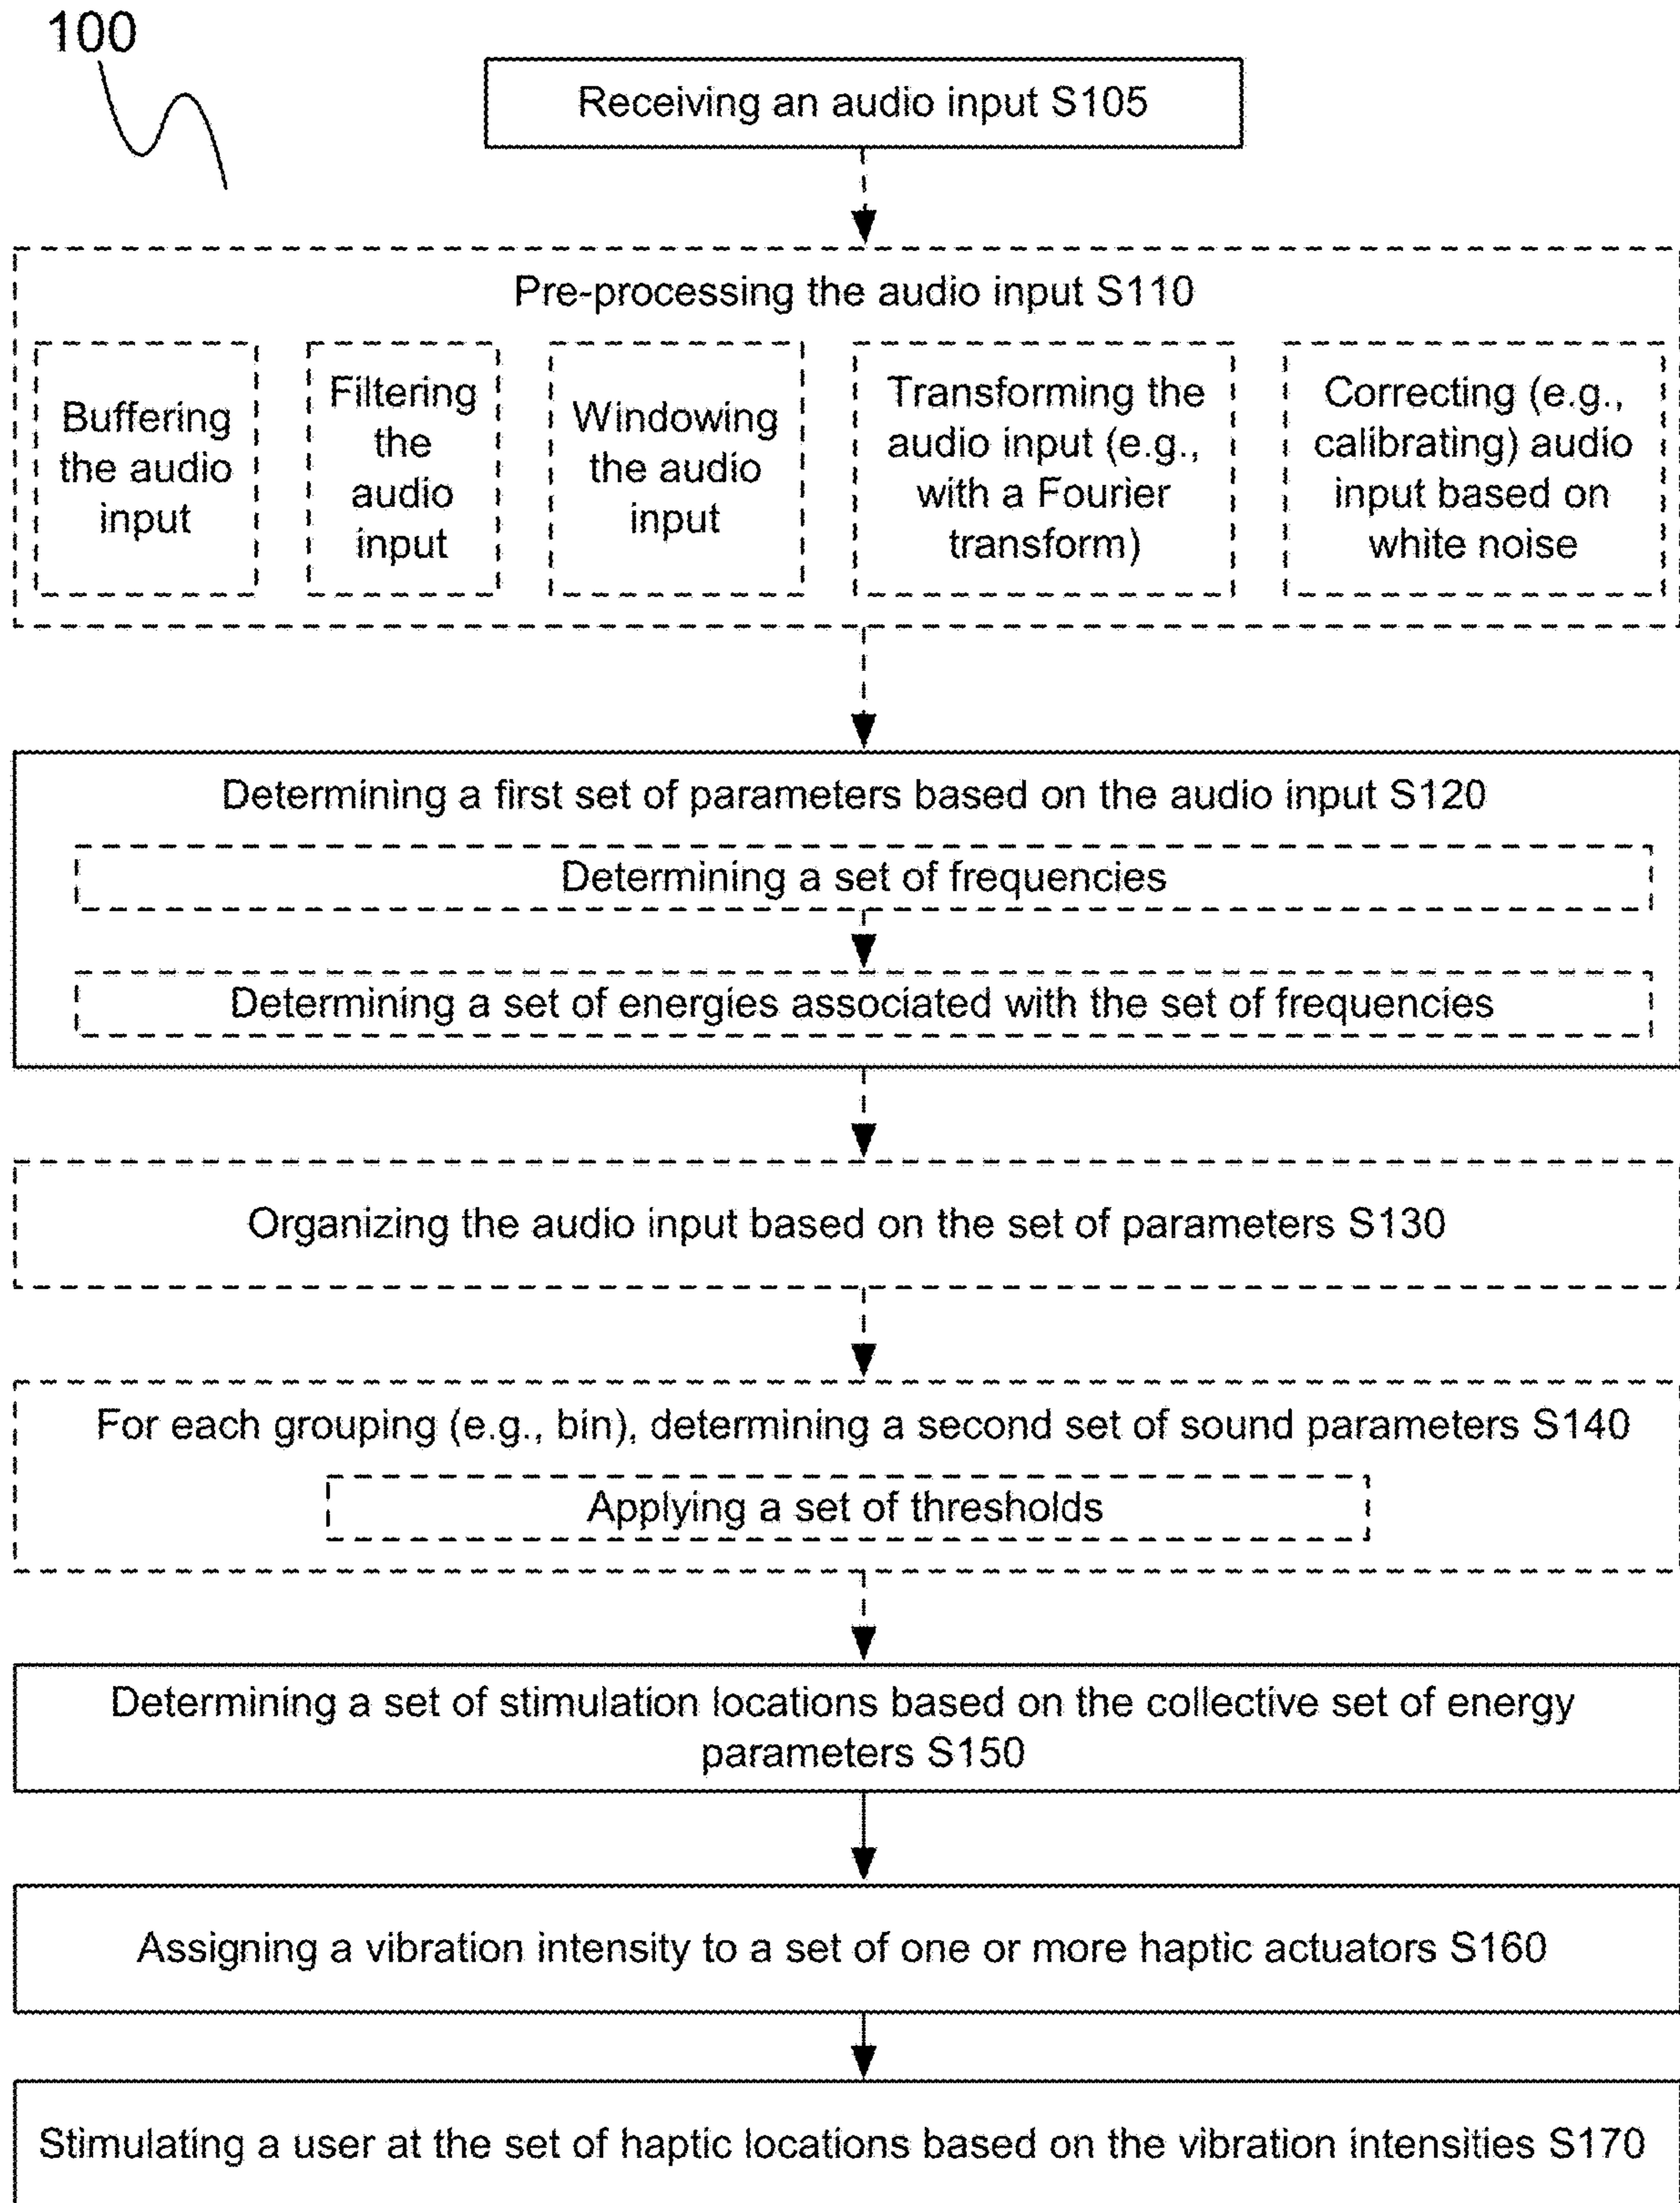 100
Receiving an audio input S105
Pre-processing the audio input S110
Buffering
the audio
input
Filtering
the
audio
input
Windowing
the audio
input
Transforming the
audio input (e.g.,
with a Fourier
transform)
Correcting (e.g.,
calibrating) audio
input based on
white noise
Determining a first set of parameters based on the audio input S120
Determining a set of frequencies
Determining a set of energies associated with the set of frequencies
Organizing the audio input based on the set of parameters S130
For each grouping (e.g., bin), determining a second set of sound parameters S140
Applying a set of thresholds
Determining a set of stimulation locations based on the collective set of energy
parameters S150
Assigning a vibration intensity to a set of one or more haptic actuators S160
Stimulating a user at the set of haptic locations based on the vibration intensities S170